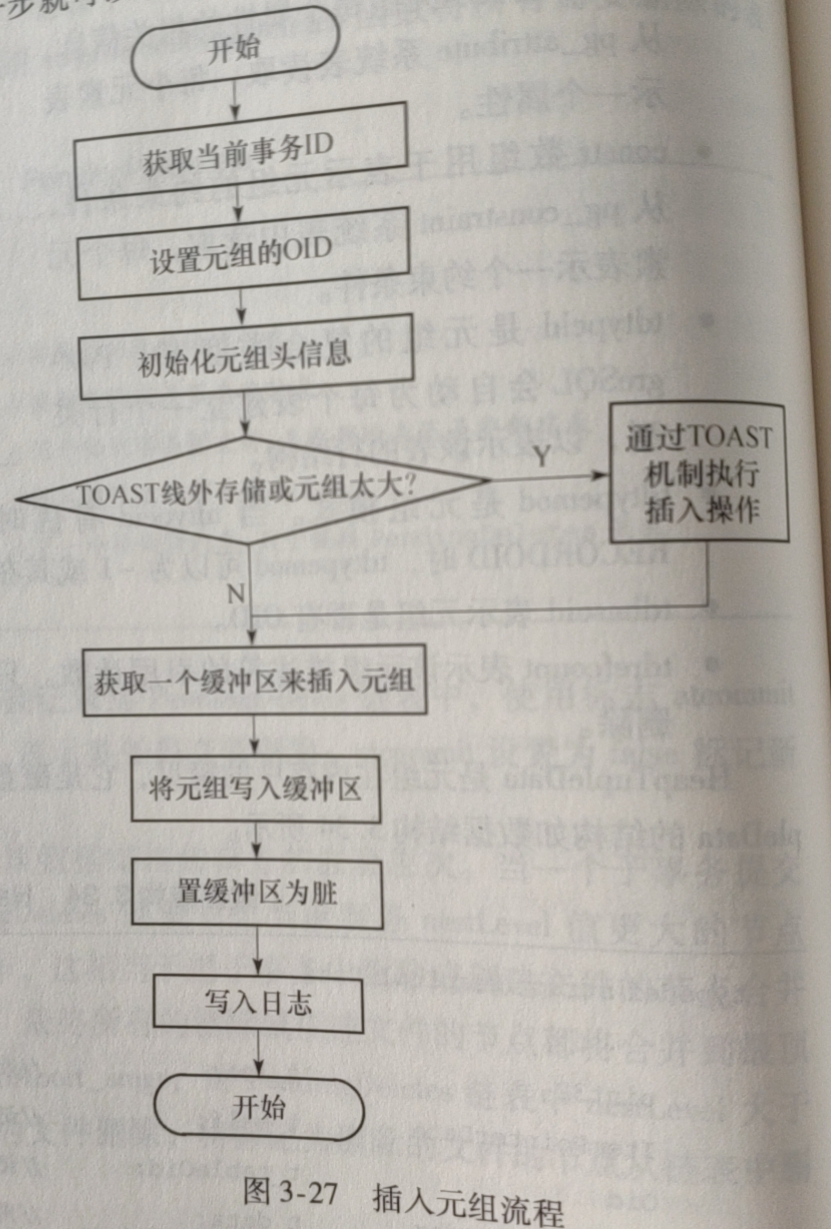 开始
获取当前事务ID
设置元组的OID
初始化元组头信息
TOAST线外存储或元组太大?
Y
通过TOAST
机制执行
插入操作
N
获取一个缓冲区来插入元组
将元组写入缓冲区
置缓冲区为脏
写入日志
开始
图 3-27 插入元组流程